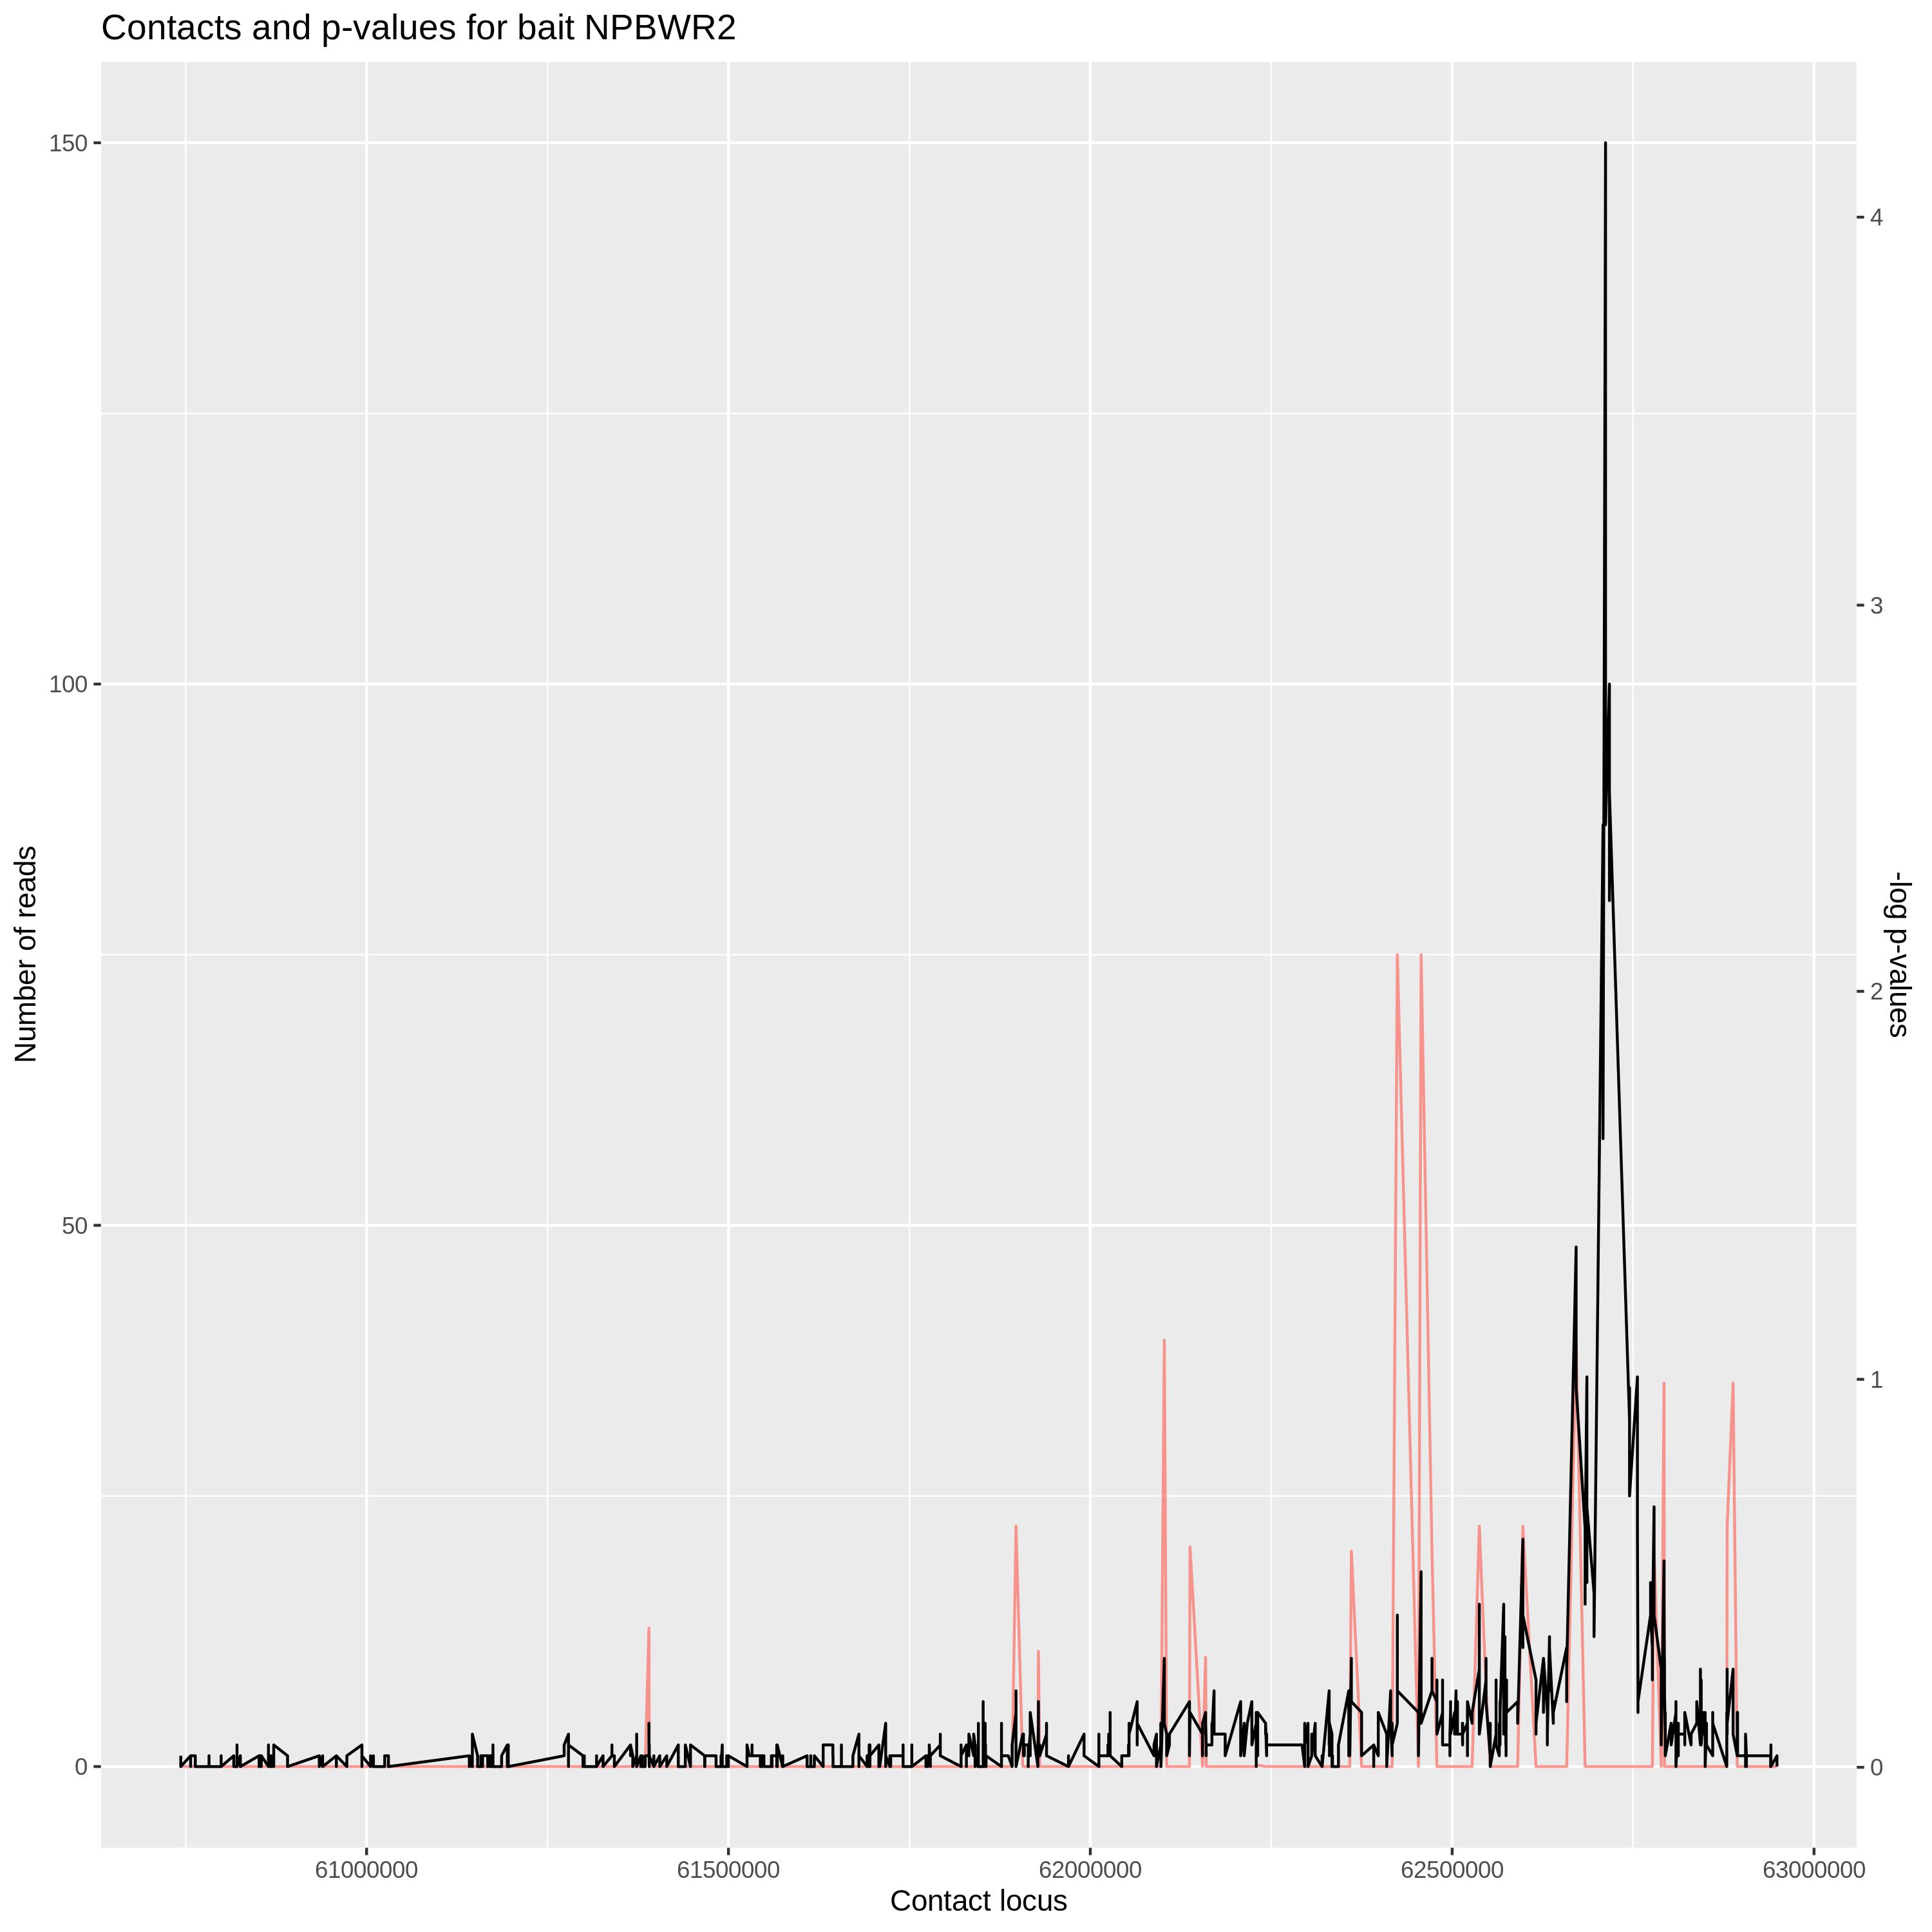 Contacts and p-values for bait NPBWR2
150
100
50
0
Number of reads
4
3
2
1
0
-log p-values
61000000 61500000 62000000 62500000 63000000
Contact locus